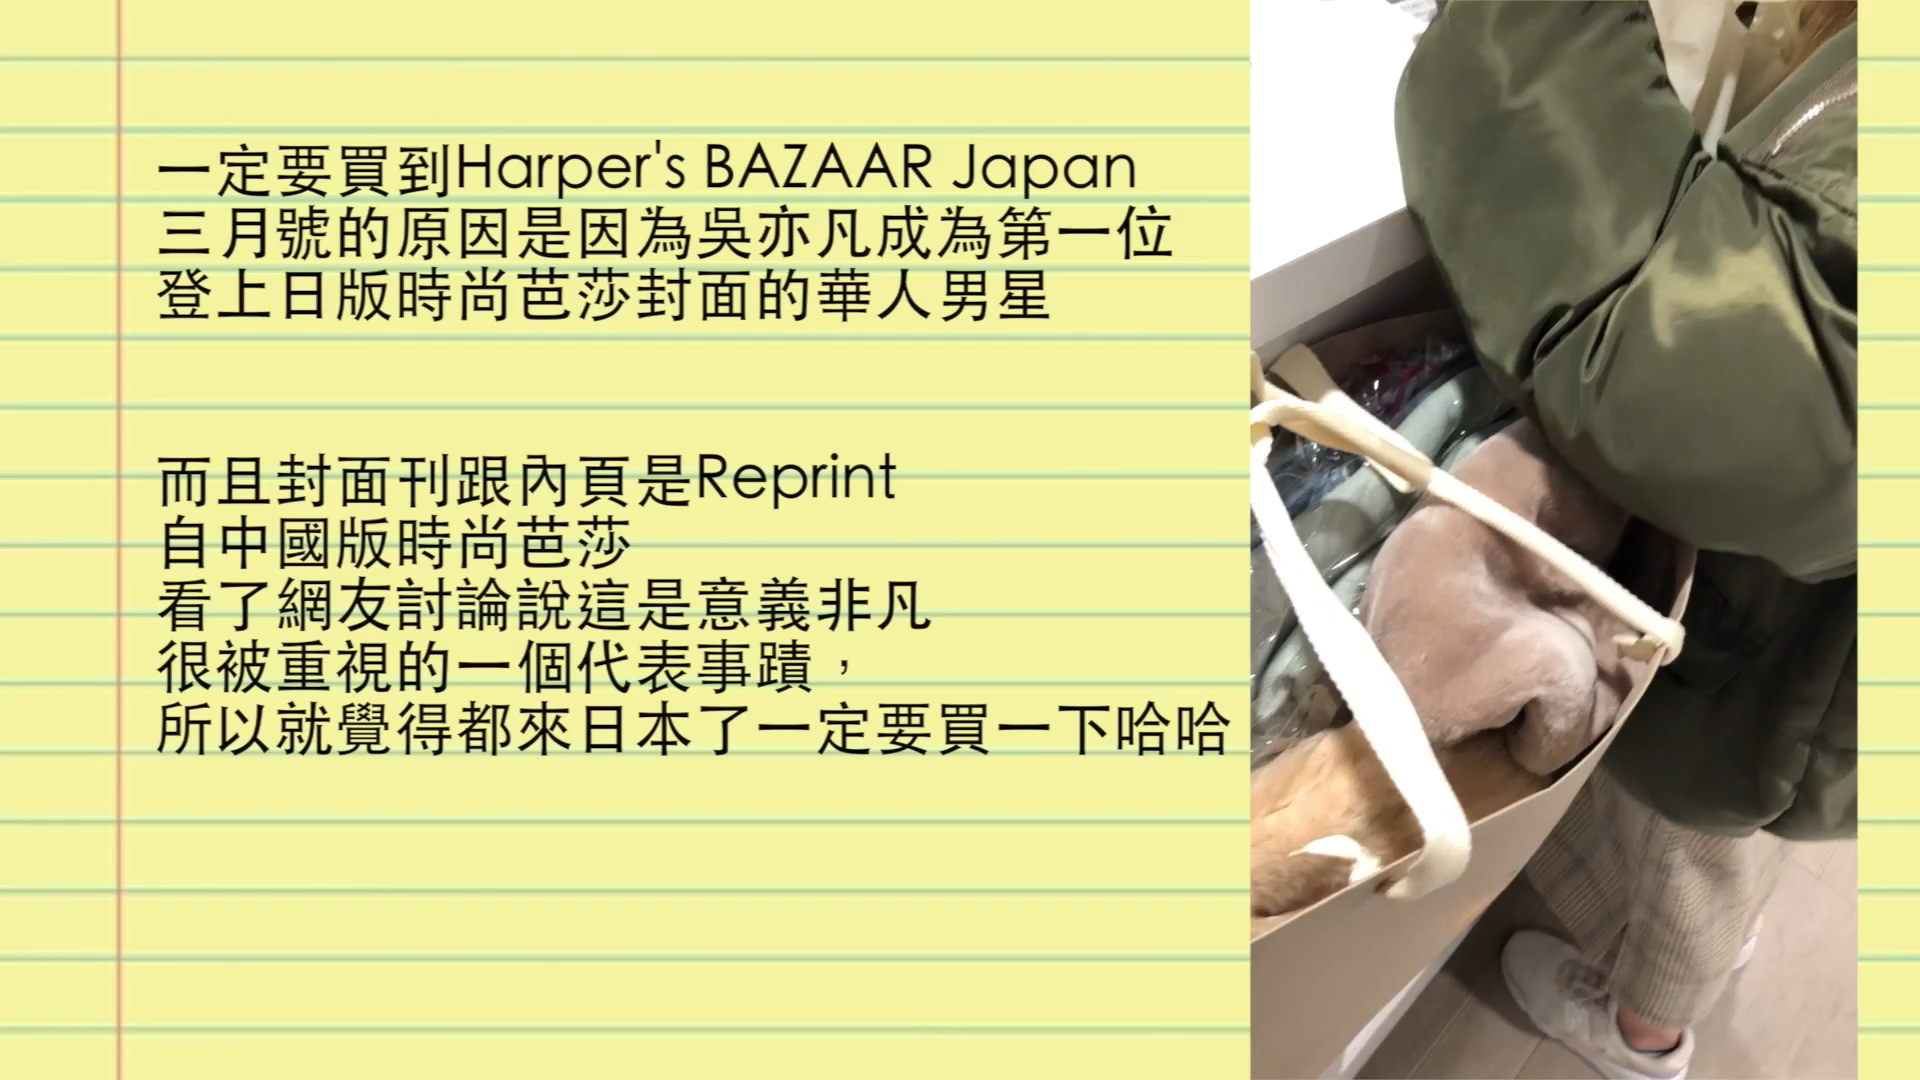 一定要買到Harper's BAZAAR Japan
三月號的原因是因為吳亦凡成為第一位
登上日版時尚芭莎封面的華人男星
而且封面刊跟內頁是Reprint
自中國版時尚芭莎
看了網友討論說這是意義非凡
很被重視的一個代表事蹟，
所以就覺得都來日本了一定要買一下哈哈